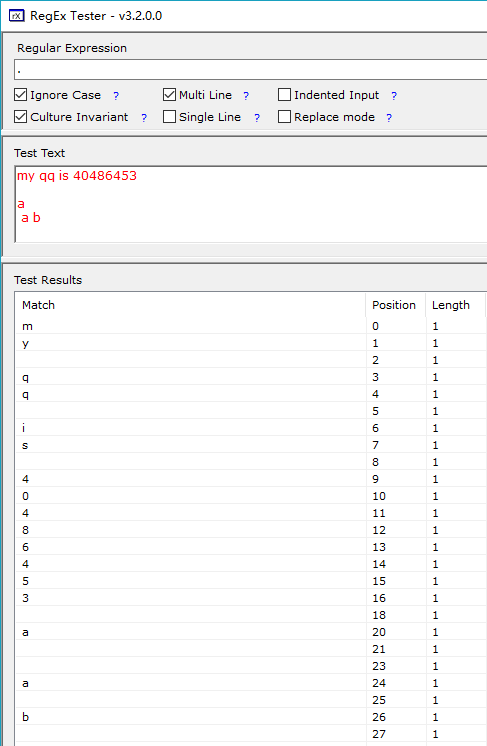 rX RegEx Tester - v3.2.0.0
Regular Expression
.
Ignore Case ? Multi Line ? Indented Input ?
Culture Invariant ? Single Line ? Replace mode ?
Test Text
my qq is 40486453
a
a b
Test Results
Match Position Length
m 0 1
y 1 1
2 1
q 3 1
q 4 1
5 1
i 6 1
s 7 1
8 1
4 9 1
0 10 1
4 11 1
8 12 1
6 13 1
4 14 1
5 15 1
3 16 1
18 1
a 20 1
21 1
23 1
a 24 1
25 1
b 26 1
27 1